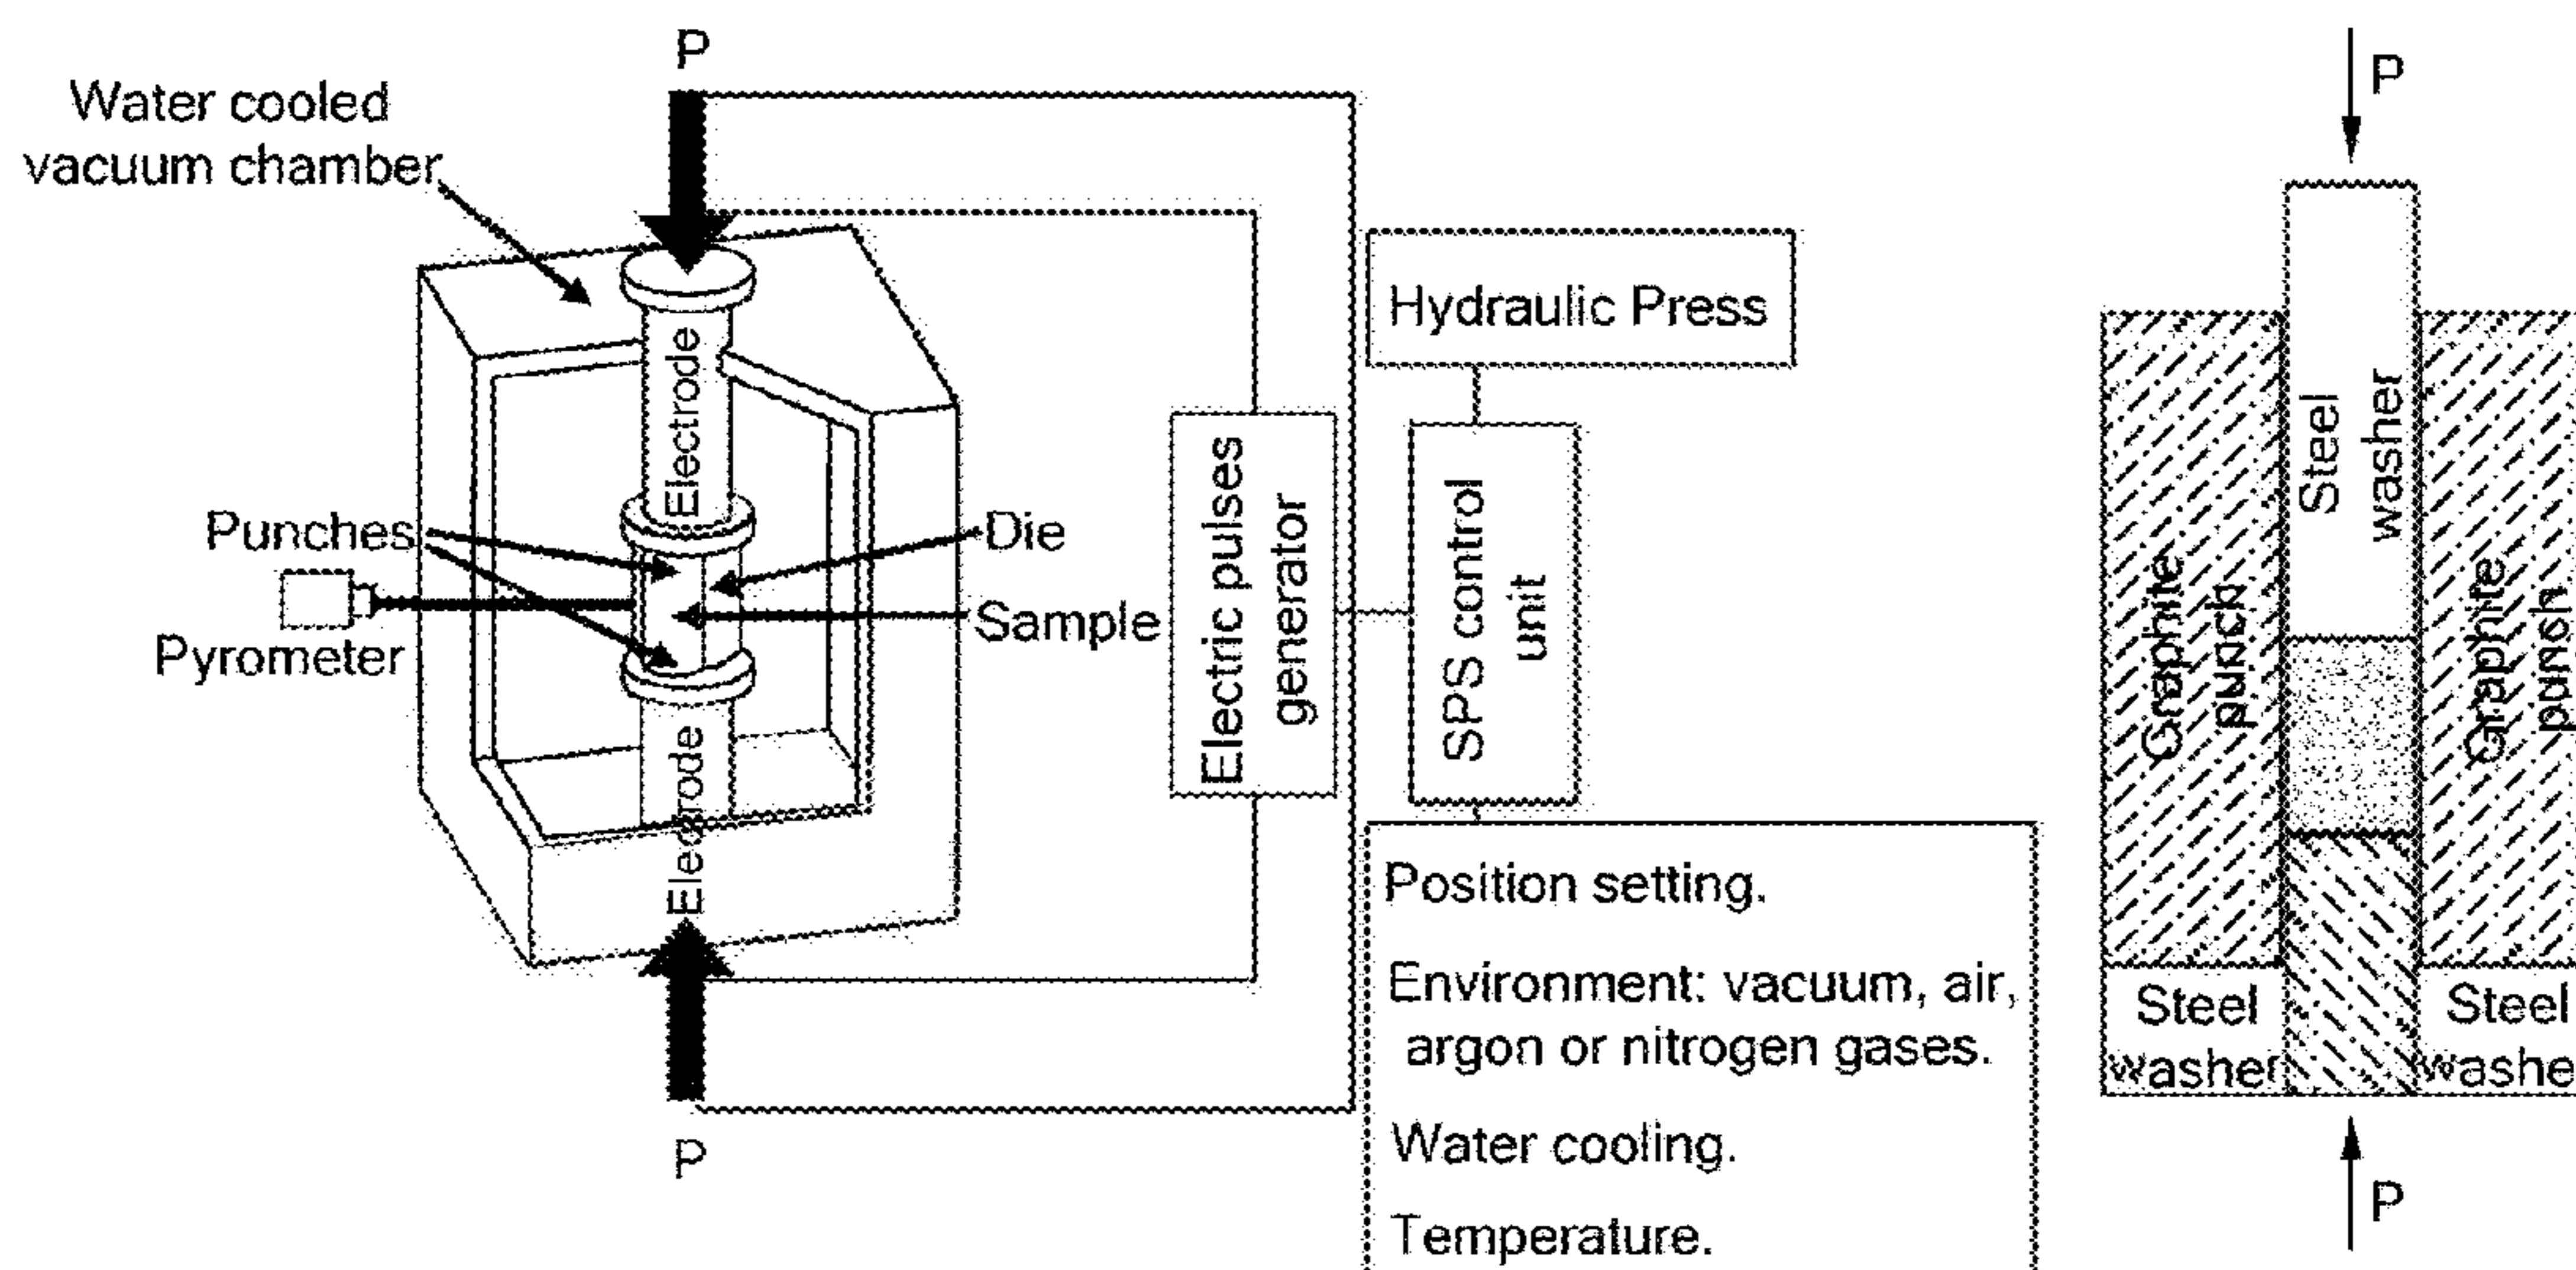 P
Water cooled
vacuum chamber
Electrode
Punches
Die
Sample
Pyrometer
Electrode
P
Electric pulses
generator
Hydraulic Press
SPS control
unit
Position setting.
Environment: vacuum, air,
argon or nitrogen gases.
Water cooling.
Temperature.
P
Steel
washer
Graphite
punch
Graphite
punch
Steel
washer
Steel
washe
P